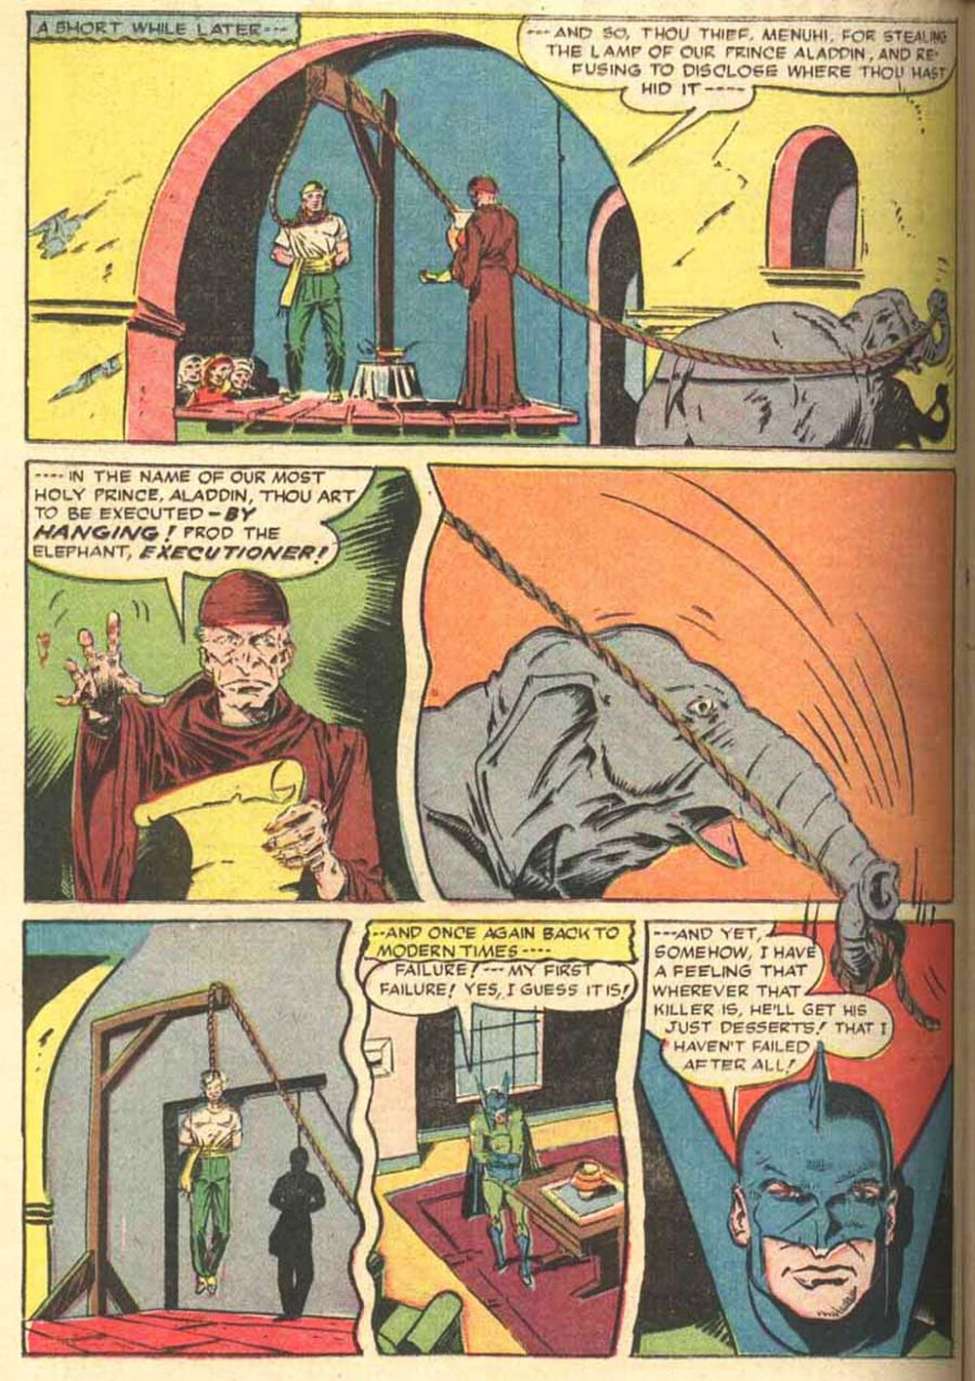 A SHORT WHILE LATER---
--- AND SO, THOU THIEF, MENUHI, FOR STEALING
THE LAMP OF OUR PRINCE ALADDIN, AND RE-
FUSING TO DISCLOSE WHERE THOU HAST
HID IT ----
---- IN THE NAME OF OUR MOST
HOLY PRINCE, ALADDIN, THOU ART
TO BE EXECUTED - BY
HANGING! PROD THE
ELEPHANT, EXECUTIONER!
--AND ONCE AGAIN BACK TO
MODERN TIMES ----
FAILURE! --- MY FIRST
FAILURE! YES, I GUESS IT IS!
---AND YET,
SOMEHOW, I HAVE
A FEELING THAT
WHEREVER THAT
KILLER IS, HE'LL GET HIS
JUST DESSERTS! THAT I
HAVEN'T FAILED
AFTER ALL!